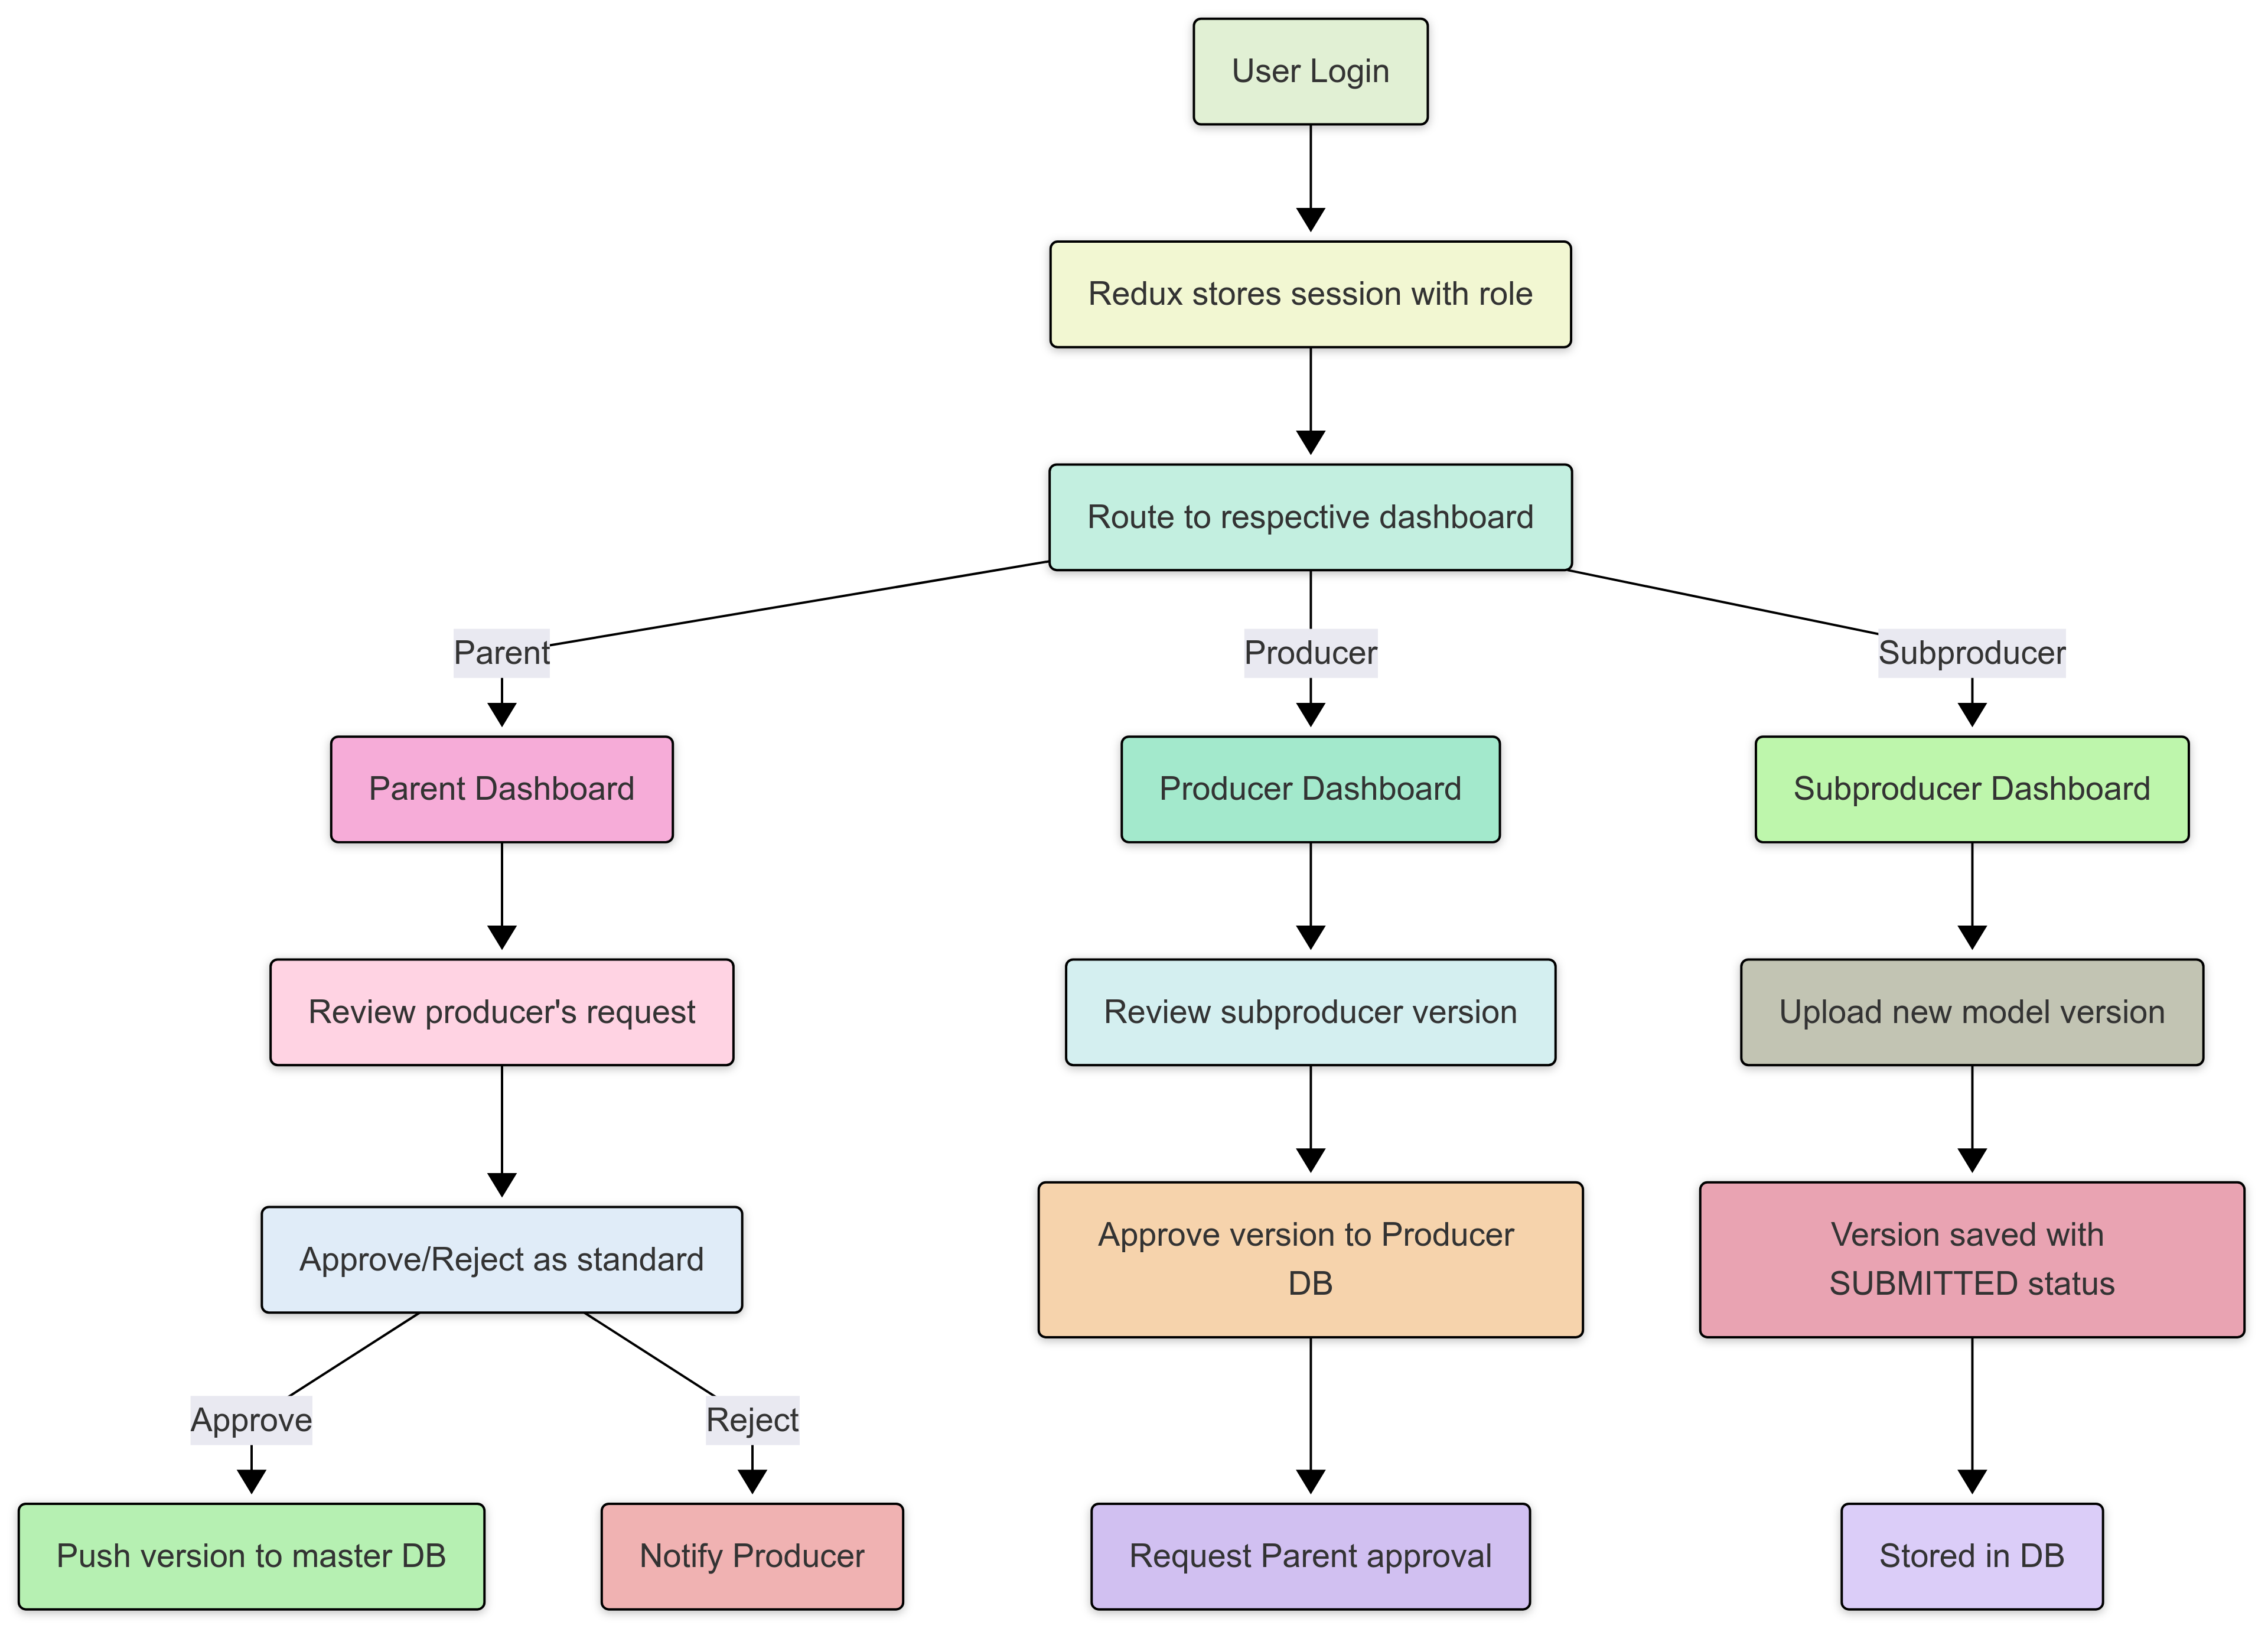 User Login
Redux stores session with role
Route to respective dashboard
Parent
Producer
Subproducer
Parent Dashboard
Producer Dashboard
Subproducer Dashboard
Review producer's request
Review subproducer version
Upload new model version
Approve/Reject as standard
Approve version to Producer
DB
Version saved with
SUBMITTED status
Approve
Reject
Push version to master DB
Notify Producer
Request Parent approval
Stored in DB